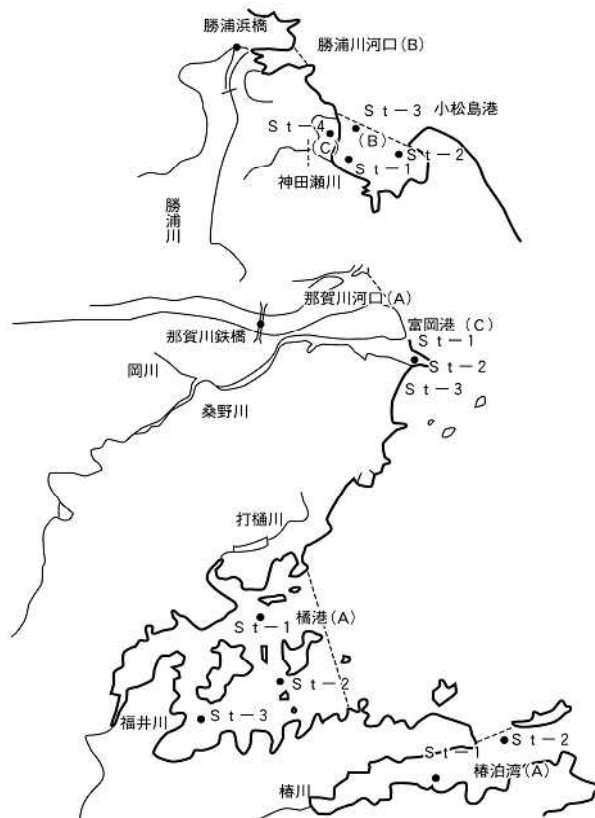 勝浦浜橋
勝浦川河口(B)
Ｓｔ－3 小松島港
Ｓｔ－4
(B)
(C)
Ｓｔ－2
Ｓｔ－1
神田瀬川
勝浦川
那賀川河口(A)
富岡港(C)
Ｓｔ－1
那賀川鉄橋
Ｓｔ－2
岡川
Ｓｔ－3
桑野川
打樋川
橘港(A)
Ｓｔ－1
Ｓｔ－2
Ｓｔ－3
福井川
Ｓｔ－2
Ｓｔ－1
椿泊湾(A)
椿川